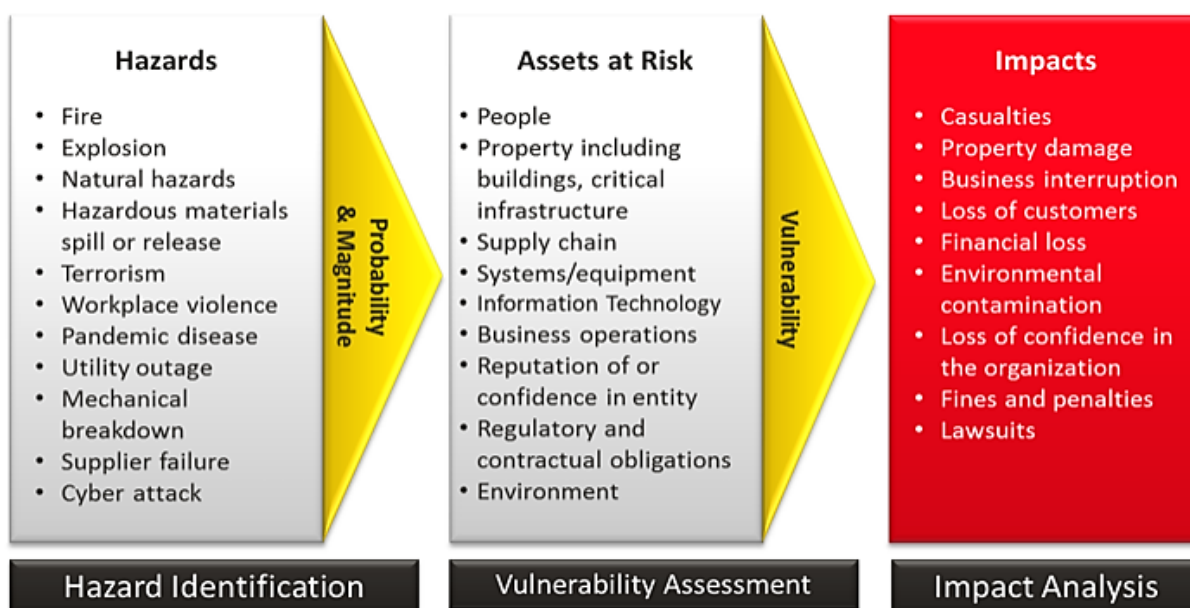 Hazards
• Fire
• Explosion
• Natural hazards
• Hazardous materials
spill or release
• Terrorism
• Workplace violence
• Pandemic disease
• Utility outage
• Mechanical
breakdown
• Supplier failure
• Cyber attack
Probability
& Magnitude
Hazard Identification
Assets at Risk
• People
• Property including
buildings, critical
infrastructure
• Supply chain
• Systems/equipment
• Information Technology
• Business operations
• Reputation of or
confidence in entity
• Regulatory and
contractual obligations
• Environment
Vulnerability
Vulnerability Assessment
Impacts
• Casualties
• Property damage
• Business interruption
• Loss of customers
• Financial loss
• Environmental
contamination
• Loss of confidence in
the organization
• Fines and penalties
• Lawsuits
Impact Analysis